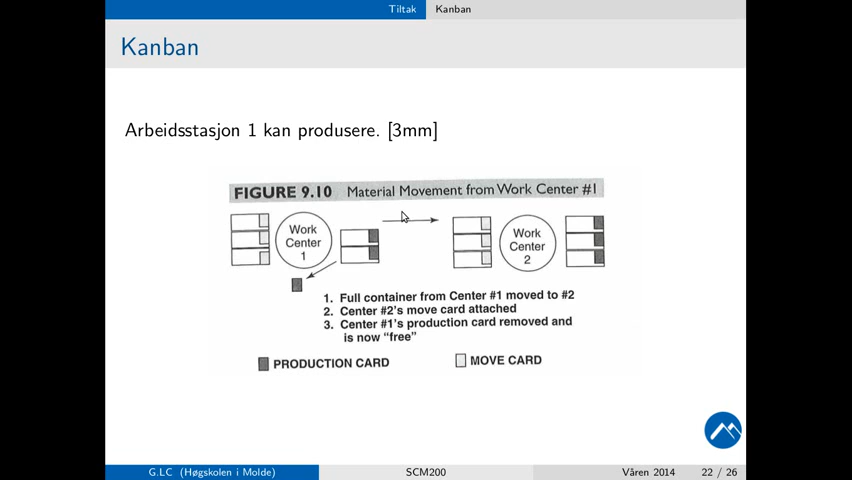 Tiltak Kanban
Kanban
Arbeidsstasjon 1 kan produsere. [3mm]
FIGURE 9.10 Material Movement from Work Center #1
Work
Center
1
Work
Center
2
1. Full container from Center #1 moved to #2
2. Center #2's move card attached
3. Center #1's production card removed and
is now "free"
PRODUCTION CARD MOVE CARD
G.LC (Høgskolen i Molde) SCM200 Våren 2014 22 / 26